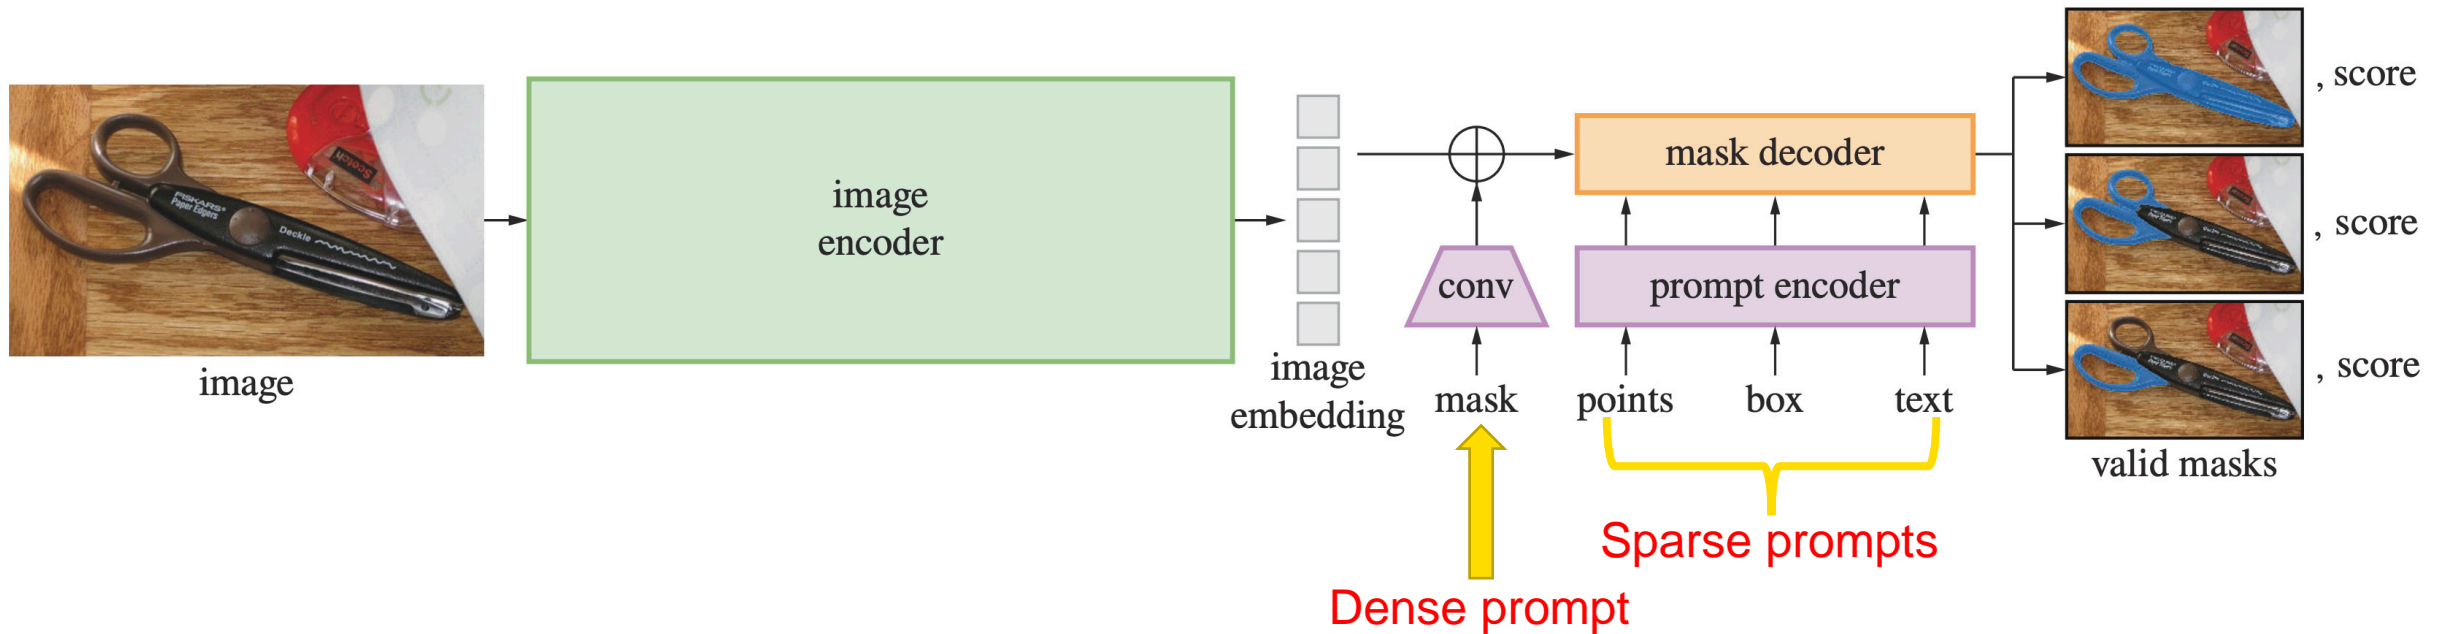 image
image
encoder
image
embedding
conv
mask
mask decoder
prompt encoder
points
box
text
, score
, score
, score
valid masks
Dense prompt
Sparse prompts
FISKARS®
Paper Edgers
Deckle
Scotch